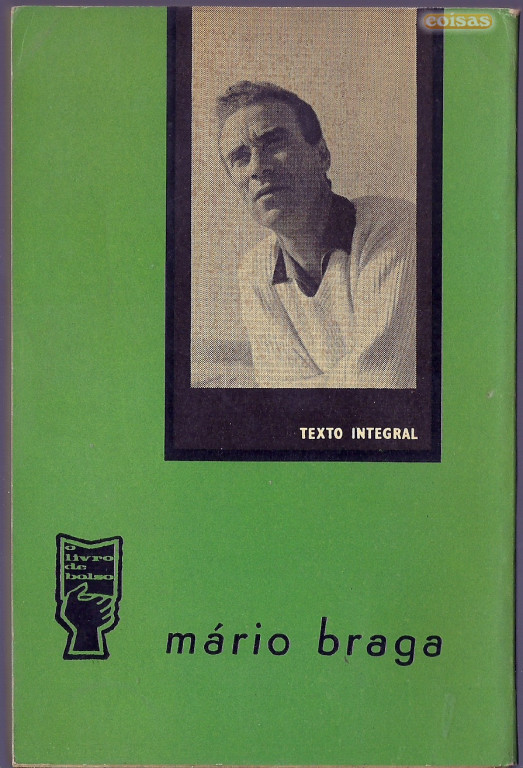 coisas
TEXTO INTEGRAL
o
livro
de
bolso
mário braga